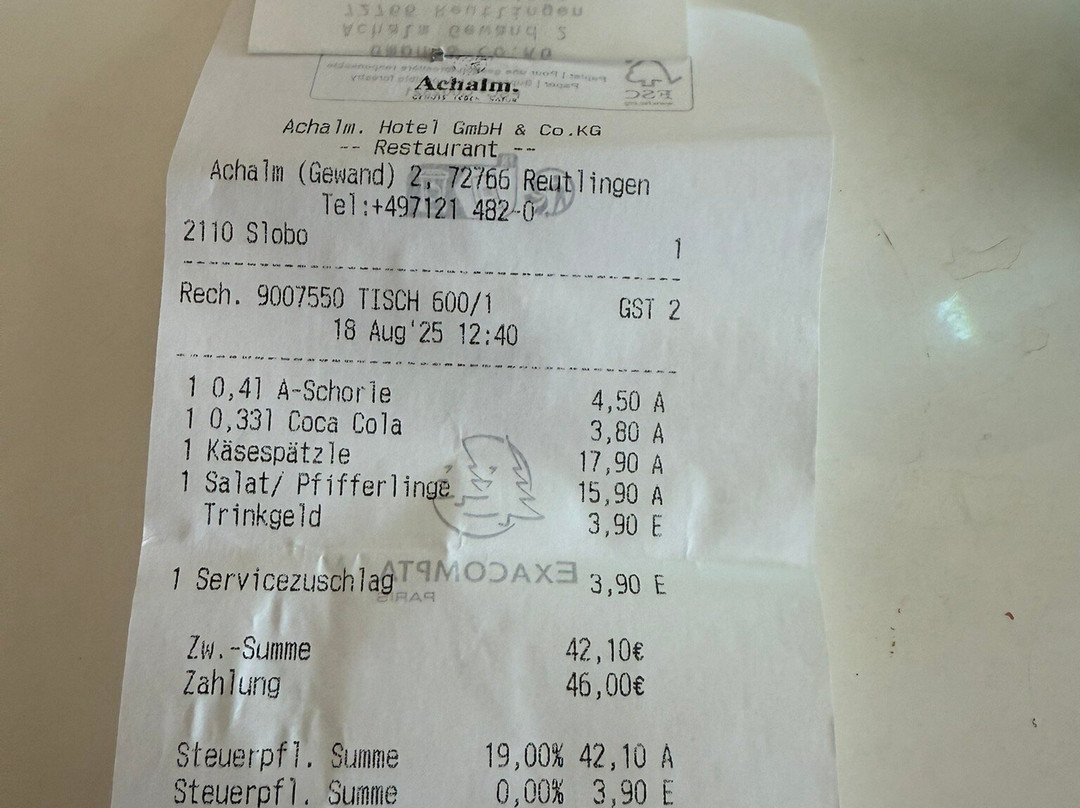 Achalm.
Achalm. Hotel GmbH & Co.KG
-- Restaurant --
Achalm (Gewand) 2, 72766 Reutlingen
Tel:+497121 482-0
2110 Slobo 1
Rech. 9007550 TISCH 600/1 GST 2
18 Aug'25 12:40
1 0,4l A-Schorle 4,50 A
1 0,33l Coca Cola 3,80 A
1 Käsespätzle 17,90 A
1 Salat/ Pfifferlinge 15,90 A
Trinkgeld 3,90 E
EXACOMPTA
PARIS
1 Servicezuschlag 3,90 E
Zw.-Summe 42,10€
Zahlung 46,00€
Steuerpfl. Summe 19,00% 42,10 A
Steuerpfl. Summe 0,00% 3,90 E